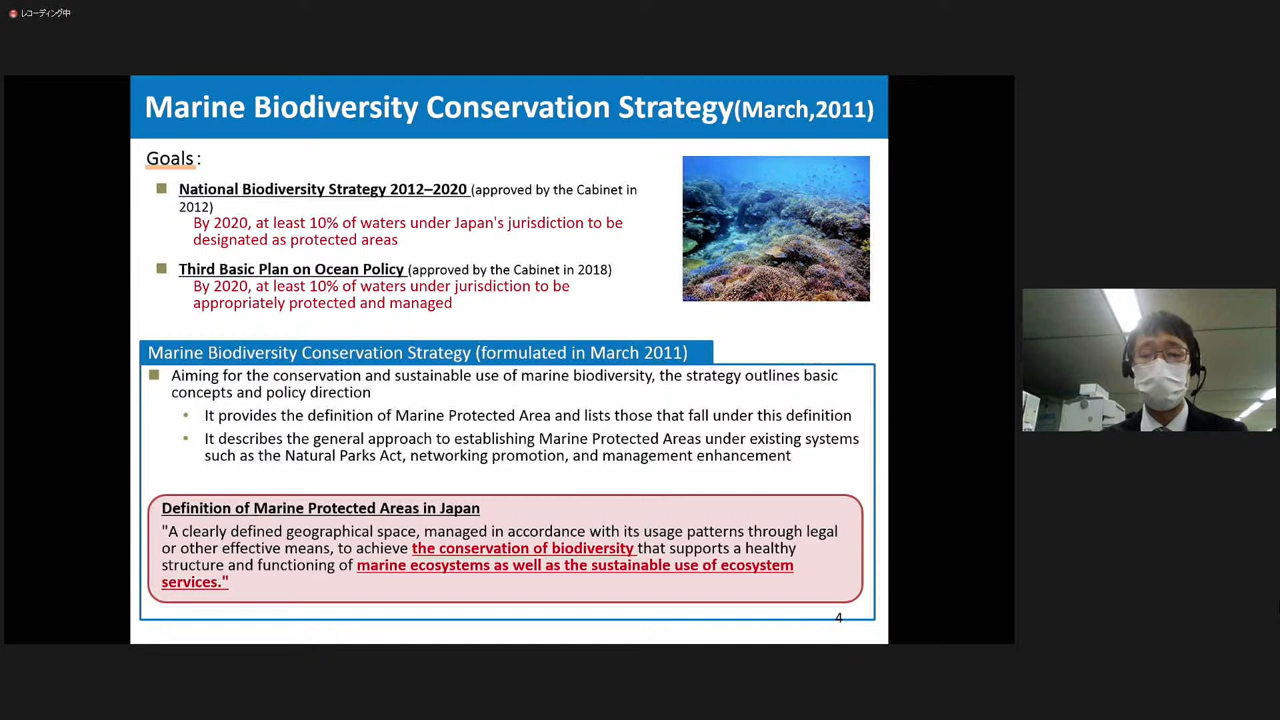 レコーディング中
Marine Biodiversity Conservation Strategy(March,2011)
Goals:
National Biodiversity Strategy 2012–2020 (approved by the Cabinet in
2012)
By 2020, at least 10% of waters under Japan's jurisdiction to be
designated as protected areas
Third Basic Plan on Ocean Policy (approved by the Cabinet in 2018)
By 2020, at least 10% of waters under jurisdiction to be
appropriately protected and managed
Marine Biodiversity Conservation Strategy (formulated in March 2011)
Aiming for the conservation and sustainable use of marine biodiversity, the strategy outlines basic
concepts and policy direction
• It provides the definition of Marine Protected Area and lists those that fall under this definition
• It describes the general approach to establishing Marine Protected Areas under existing systems
such as the Natural Parks Act, networking promotion, and management enhancement
Definition of Marine Protected Areas in Japan
"A clearly defined geographical space, managed in accordance with its usage patterns through legal
or other effective means, to achieve the conservation of biodiversity that supports a healthy
structure and functioning of marine ecosystems as well as the sustainable use of ecosystem
services."
4